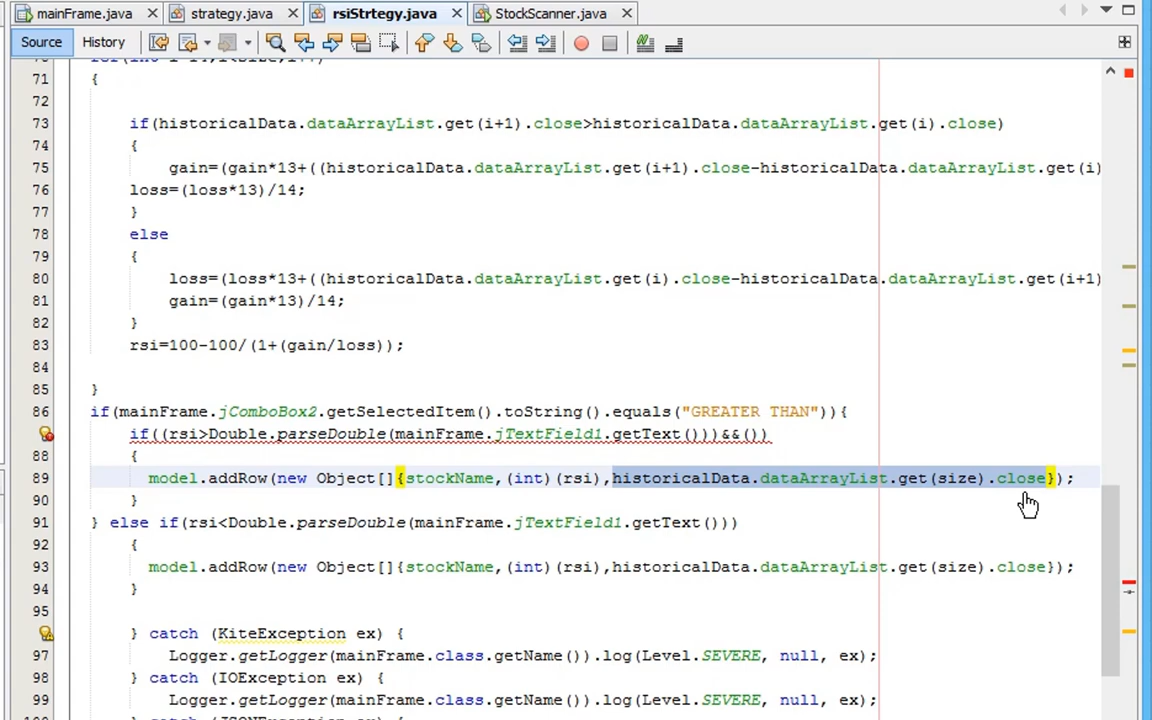 mainFrame.java strategy.java rsiStrtegy.java StockScanner.java
Source History
71 {
72
73 if(historicalData.dataArrayList.get(i+1).close>historicalData.dataArrayList.get(i).close)
74 {
75 gain=(gain*13+((historicalData.dataArrayList.get(i+1).close-historicalData.dataArrayList.get(i)
76 loss=(loss*13)/14;
77 }
78 else
79 {
80 loss=(loss*13+((historicalData.dataArrayList.get(i).close-historicalData.dataArrayList.get(i+1)
81 gain=(gain*13)/14;
82 }
83 rsi=100-100/(1+(gain/loss));
84
85 }
86 if(mainFrame.jComboBox2.getSelectedItem().toString().equals("GREATER THAN")){
if((rsi>Double.parseDouble(mainFrame.jTextField1.getText()))&&())
88 {
89 model.addRow(new Object[]{stockName,(int)(rsi),historicalData.dataArrayList.get(size).close});
90 }
91 } else if(rsi<Double.parseDouble(mainFrame.jTextField1.getText()))
92 {
93 model.addRow(new Object[]{stockName,(int)(rsi),historicalData.dataArrayList.get(size).close});
94 }
95
} catch (KiteException ex) {
97 Logger.getLogger(mainFrame.class.getName()).log(Level.SEVERE, null, ex);
98 } catch (IOException ex) {
99 Logger.getLogger(mainFrame.class.getName()).log(Level.SEVERE, null, ex);